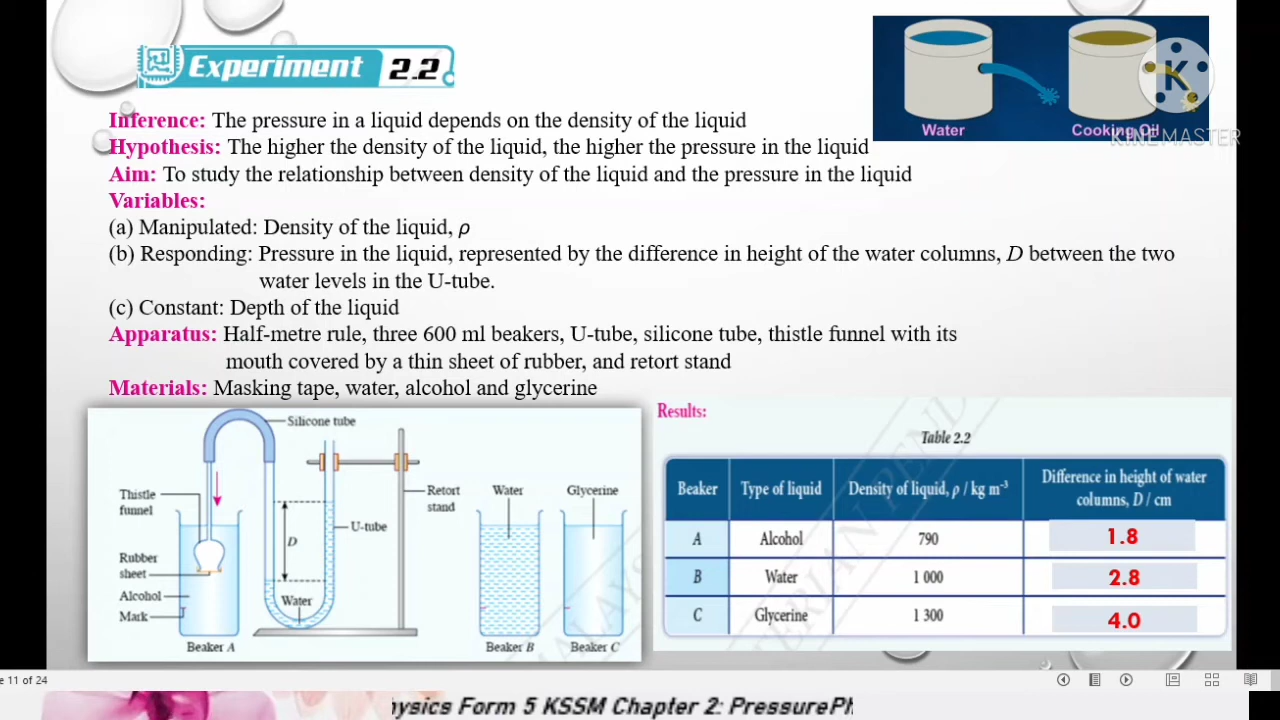 Experiment 2.2
Water
Cooking Oil
K
KINEMASTER
Inference: The pressure in a liquid depends on the density of the liquid
Hypothesis: The higher the density of the liquid, the higher the pressure in the liquid
Aim: To study the relationship between density of the liquid and the pressure in the liquid
Variables:
(a) Manipulated: Density of the liquid, ρ
(b) Responding: Pressure in the liquid, represented by the difference in height of the water columns, D between the two
water levels in the U-tube.
(c) Constant: Depth of the liquid
Apparatus: Half-metre rule, three 600 ml beakers, U-tube, silicone tube, thistle funnel with its
mouth covered by a thin sheet of rubber, and retort stand
Materials: Masking tape, water, alcohol and glycerine
Silicone tube
Thistle
funnel
Retort
stand
Water
Glycerine
U-tube
D
Rubber
sheet
Alcohol
Mark
Water
Beaker A
Beaker B
Beaker C
Results:
Table 2.2
Beaker Type of liquid Density of liquid, ρ / kg m⁻³ Difference in height of water
columns, D / cm
A Alcohol 790 1.8
B Water 1 000 2.8
C Glycerine 1 300 4.0
e 11 of 24
hysics Form 5 KSSM Chapter 2: PressurePh